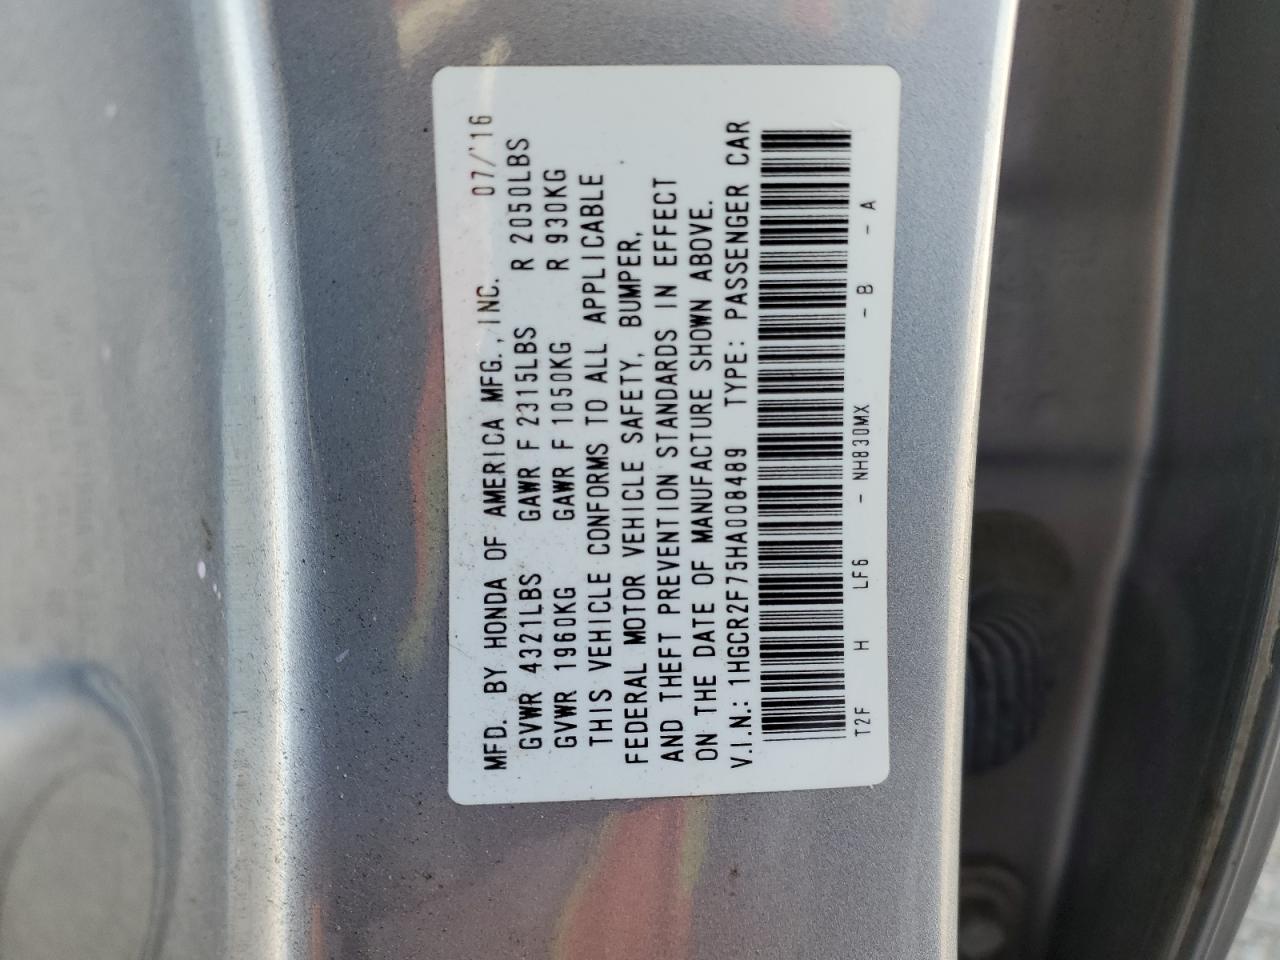 MFD. BY HONDA OF AMERICA MFG.,INC. 07/'16
GVWR 4321LBS GAWR F 2315LBS R 2050LBS
GVWR 1960KG GAWR F 1050KG R 930KG
THIS VEHICLE CONFORMS TO ALL APPLICABLE
FEDERAL MOTOR VEHICLE SAFETY, BUMPER,
AND THEFT PREVENTION STANDARDS IN EFFECT
ON THE DATE OF MANUFACTURE SHOWN ABOVE.
V.I.N.: 1HGCR2F75HA008489 TYPE: PASSENGER CAR
T2F H LF6 - NH830MX - B - A